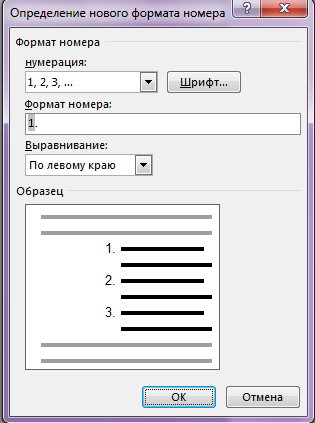 Определение нового формата номера
Формат номера
нумерация:
1, 2, 3, ...
Шрифт...
Формат номера:
1.
Выравнивание:
По левому краю
Образец
1.
2.
3.
ОК
Отмена